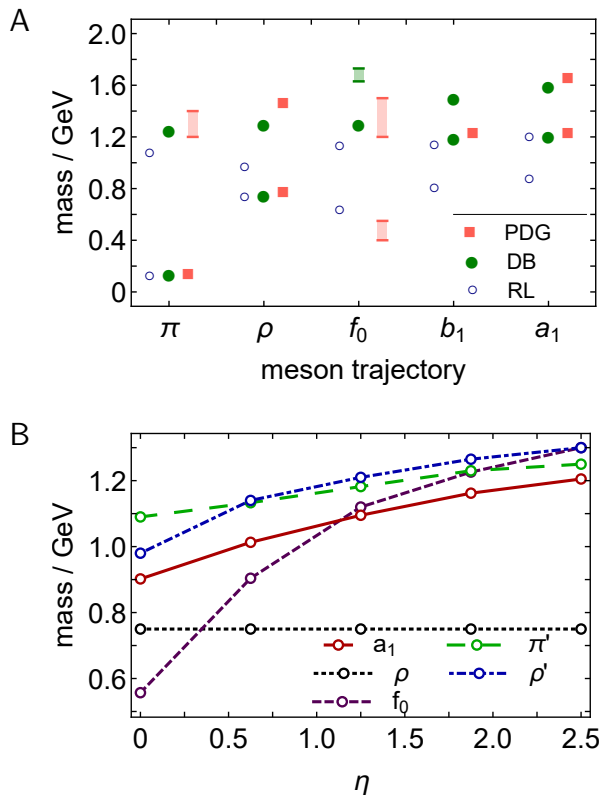 A
2.0
1.6
1.2
0.8
0.4
0
mass / GeV
PDG
DB
RL
π ρ f₀ b₁ a₁
meson trajectory
B
1.2
1.0
0.8
0.6
mass / GeV
a₁ π'
ρ ρ'
f₀
0 0.5 1.0 1.5 2.0 2.5
η